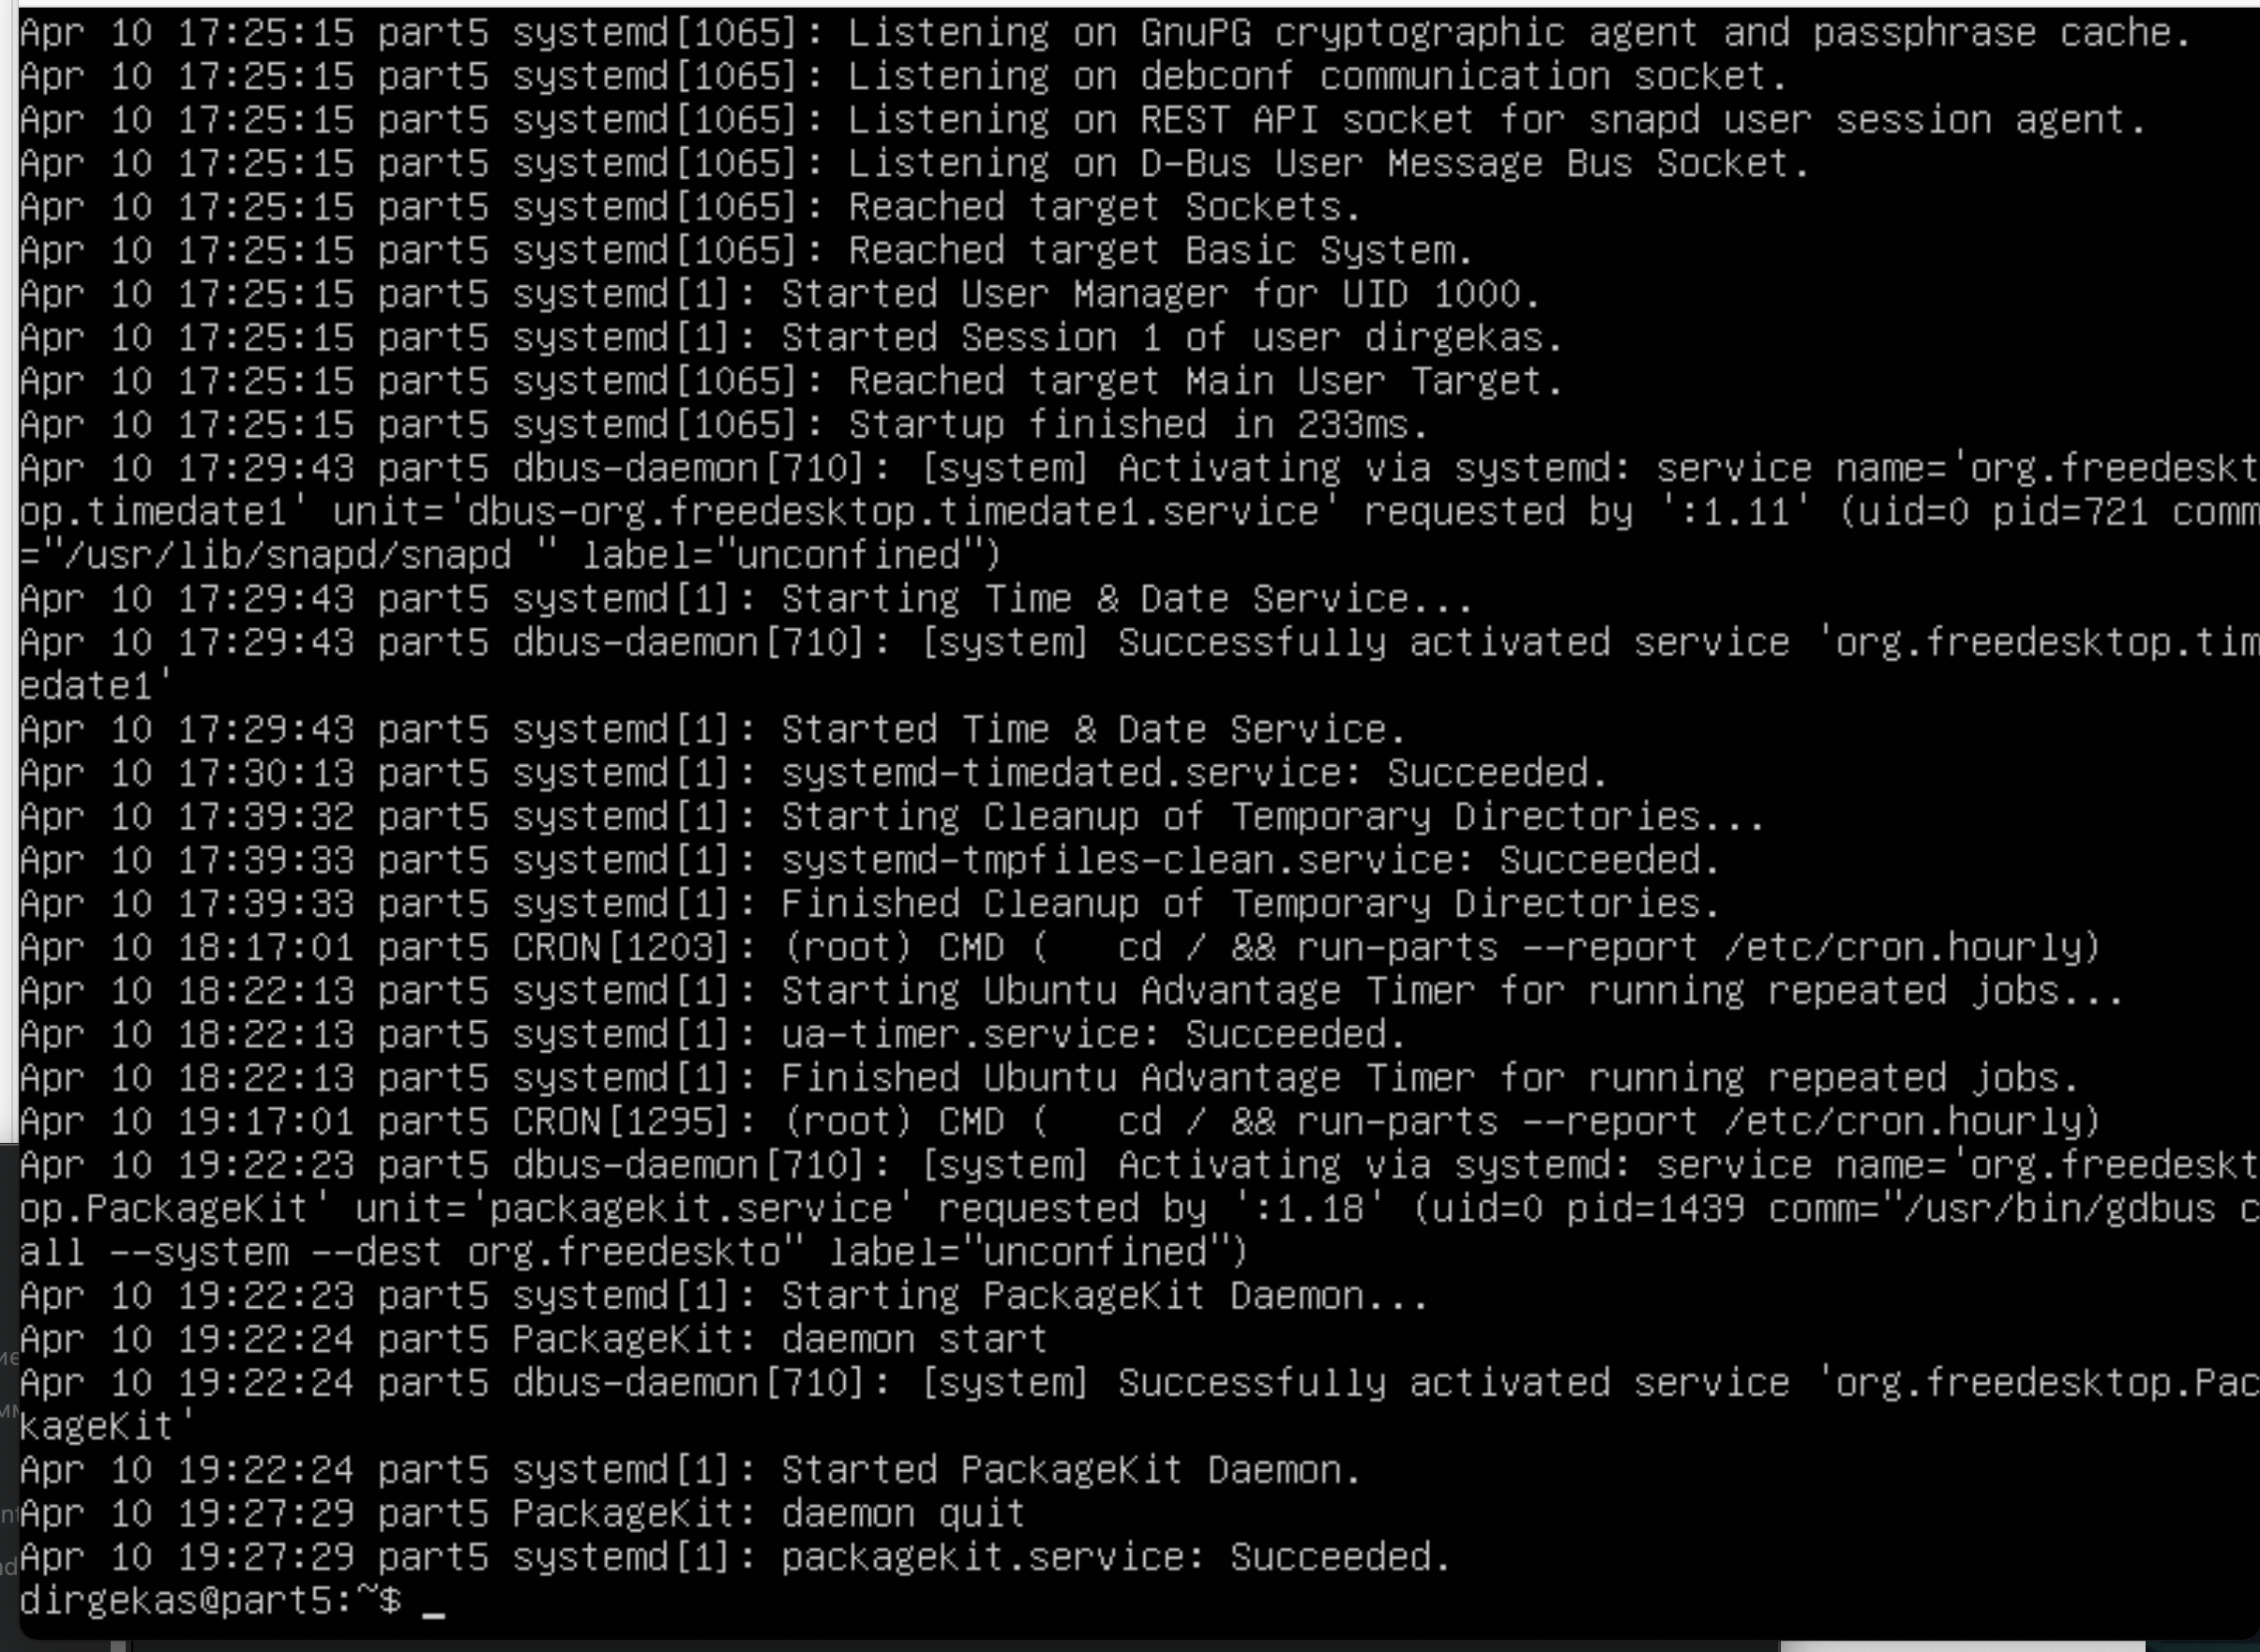 Apr 10 17:25:15 part5 systemd[1065]: Listening on GnuPG cryptographic agent and passphrase cache.
Apr 10 17:25:15 part5 systemd[1065]: Listening on debconf communication socket.
Apr 10 17:25:15 part5 systemd[1065]: Listening on REST API socket for snapd user session agent.
Apr 10 17:25:15 part5 systemd[1065]: Listening on D-Bus User Message Bus Socket.
Apr 10 17:25:15 part5 systemd[1065]: Reached target Sockets.
Apr 10 17:25:15 part5 systemd[1065]: Reached target Basic System.
Apr 10 17:25:15 part5 systemd[1]: Started User Manager for UID 1000.
Apr 10 17:25:15 part5 systemd[1]: Started Session 1 of user dirgekas.
Apr 10 17:25:15 part5 systemd[1065]: Reached target Main User Target.
Apr 10 17:25:15 part5 systemd[1065]: Startup finished in 233ms.
Apr 10 17:29:43 part5 dbus-daemon[710]: [system] Activating via systemd: service name='org.freedeskt
op.timedate1' unit='dbus-org.freedesktop.timedate1.service' requested by ':1.11' (uid=0 pid=721 comm
="/usr/lib/snapd/snapd " label="unconfined")
Apr 10 17:29:43 part5 systemd[1]: Starting Time & Date Service...
Apr 10 17:29:43 part5 dbus-daemon[710]: [system] Successfully activated service 'org.freedesktop.tim
edate1'
Apr 10 17:29:43 part5 systemd[1]: Started Time & Date Service.
Apr 10 17:30:13 part5 systemd[1]: systemd-timedated.service: Succeeded.
Apr 10 17:39:32 part5 systemd[1]: Starting Cleanup of Temporary Directories...
Apr 10 17:39:33 part5 systemd[1]: systemd-tmpfiles-clean.service: Succeeded.
Apr 10 17:39:33 part5 systemd[1]: Finished Cleanup of Temporary Directories.
Apr 10 18:17:01 part5 CRON[1203]: (root) CMD (   cd / && run-parts --report /etc/cron.hourly)
Apr 10 18:22:13 part5 systemd[1]: Starting Ubuntu Advantage Timer for running repeated jobs...
Apr 10 18:22:13 part5 systemd[1]: ua-timer.service: Succeeded.
Apr 10 18:22:13 part5 systemd[1]: Finished Ubuntu Advantage Timer for running repeated jobs.
Apr 10 19:17:01 part5 CRON[1295]: (root) CMD (   cd / && run-parts --report /etc/cron.hourly)
Apr 10 19:22:23 part5 dbus-daemon[710]: [system] Activating via systemd: service name='org.freedeskt
op.PackageKit' unit='packagekit.service' requested by ':1.18' (uid=0 pid=1439 comm="/usr/bin/gdbus c
all --system --dest org.freedeskto" label="unconfined")
Apr 10 19:22:23 part5 systemd[1]: Starting PackageKit Daemon...
Apr 10 19:22:24 part5 PackageKit: daemon start
Apr 10 19:22:24 part5 dbus-daemon[710]: [system] Successfully activated service 'org.freedesktop.Pac
kageKit'
Apr 10 19:22:24 part5 systemd[1]: Started PackageKit Daemon.
Apr 10 19:27:29 part5 PackageKit: daemon quit
Apr 10 19:27:29 part5 systemd[1]: packagekit.service: Succeeded.
dirgekas@part5:~$ _